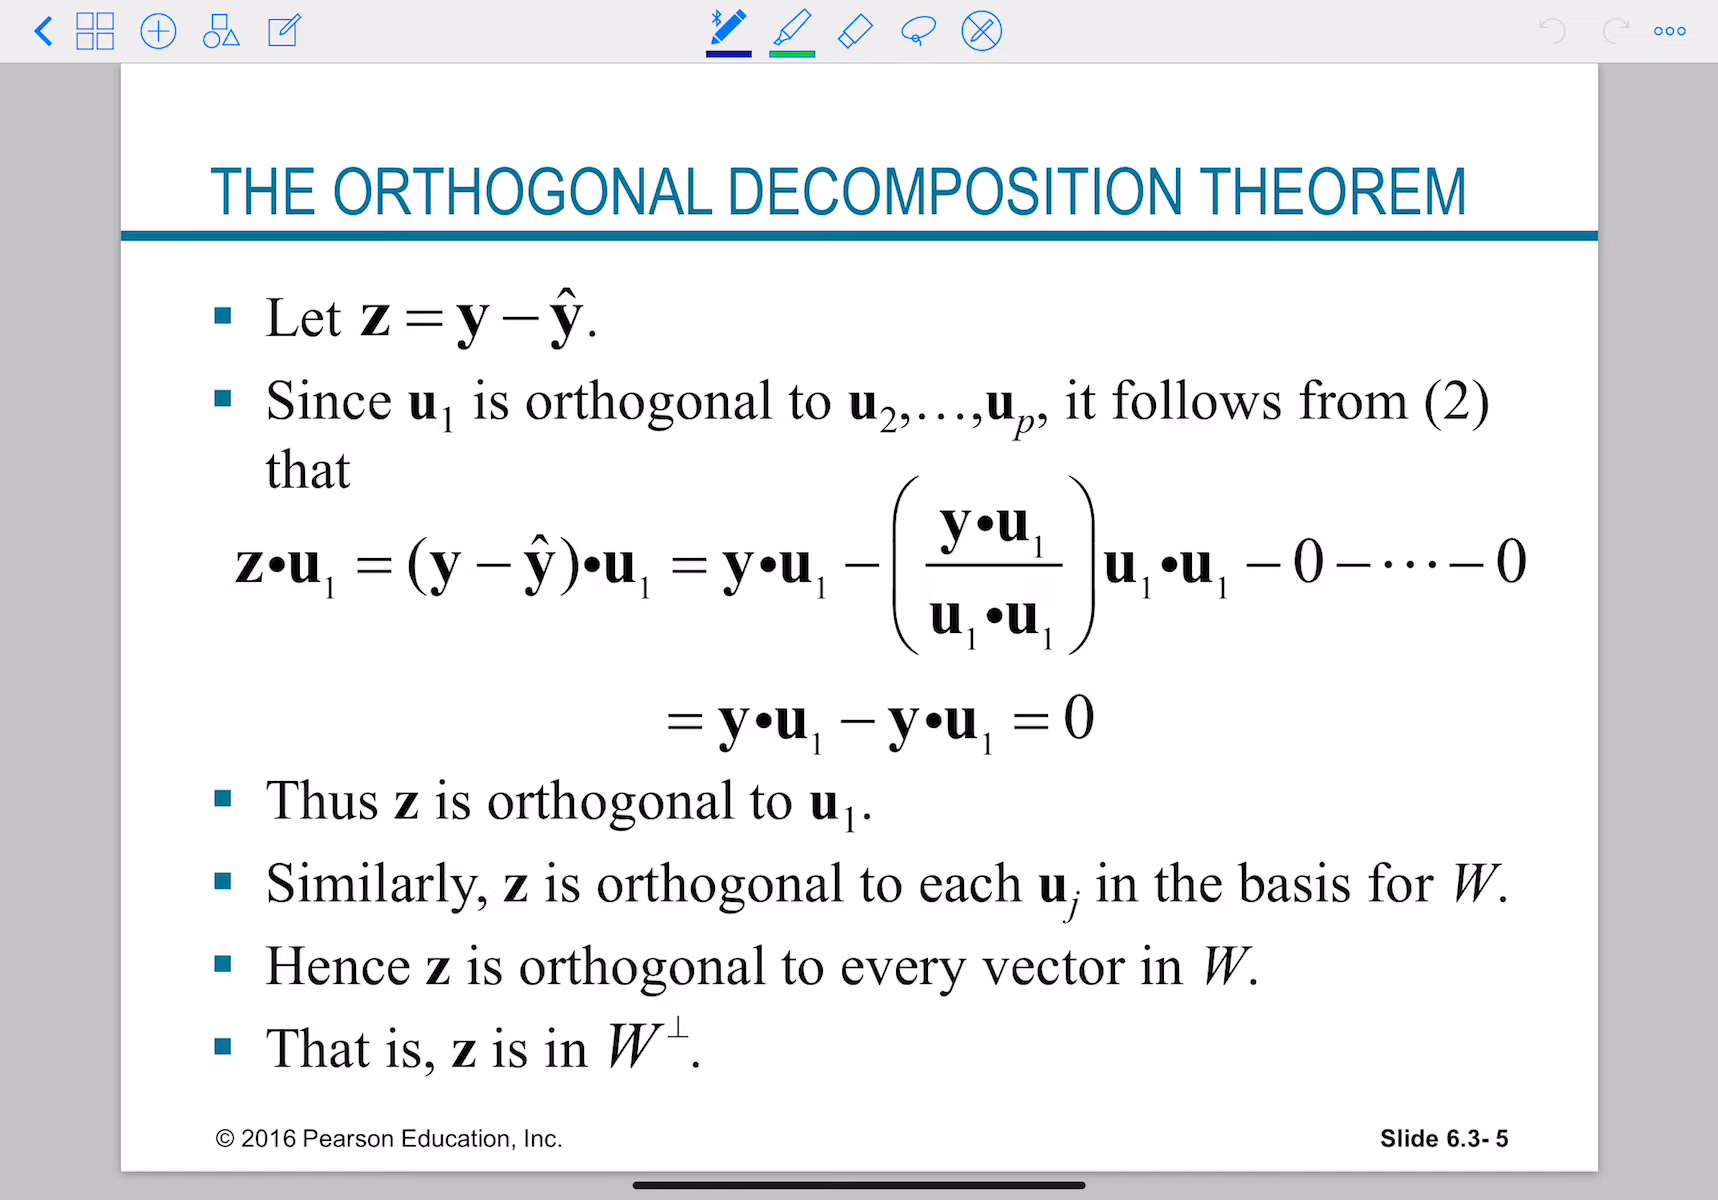 THE ORTHOGONAL DECOMPOSITION THEOREM
▪ Let z = y − ŷ.
▪ Since u₁ is orthogonal to u₂,…,uₚ, it follows from (2)
that
z•u₁ = (y − ŷ)•u₁ = y•u₁ − (y•u₁ / u₁•u₁) u₁•u₁ − 0 − ⋯ − 0
= y•u₁ − y•u₁ = 0
▪ Thus z is orthogonal to u₁.
▪ Similarly, z is orthogonal to each uⱼ in the basis for W.
▪ Hence z is orthogonal to every vector in W.
▪ That is, z is in W^⊥.
© 2016 Pearson Education, Inc.
Slide 6.3- 5